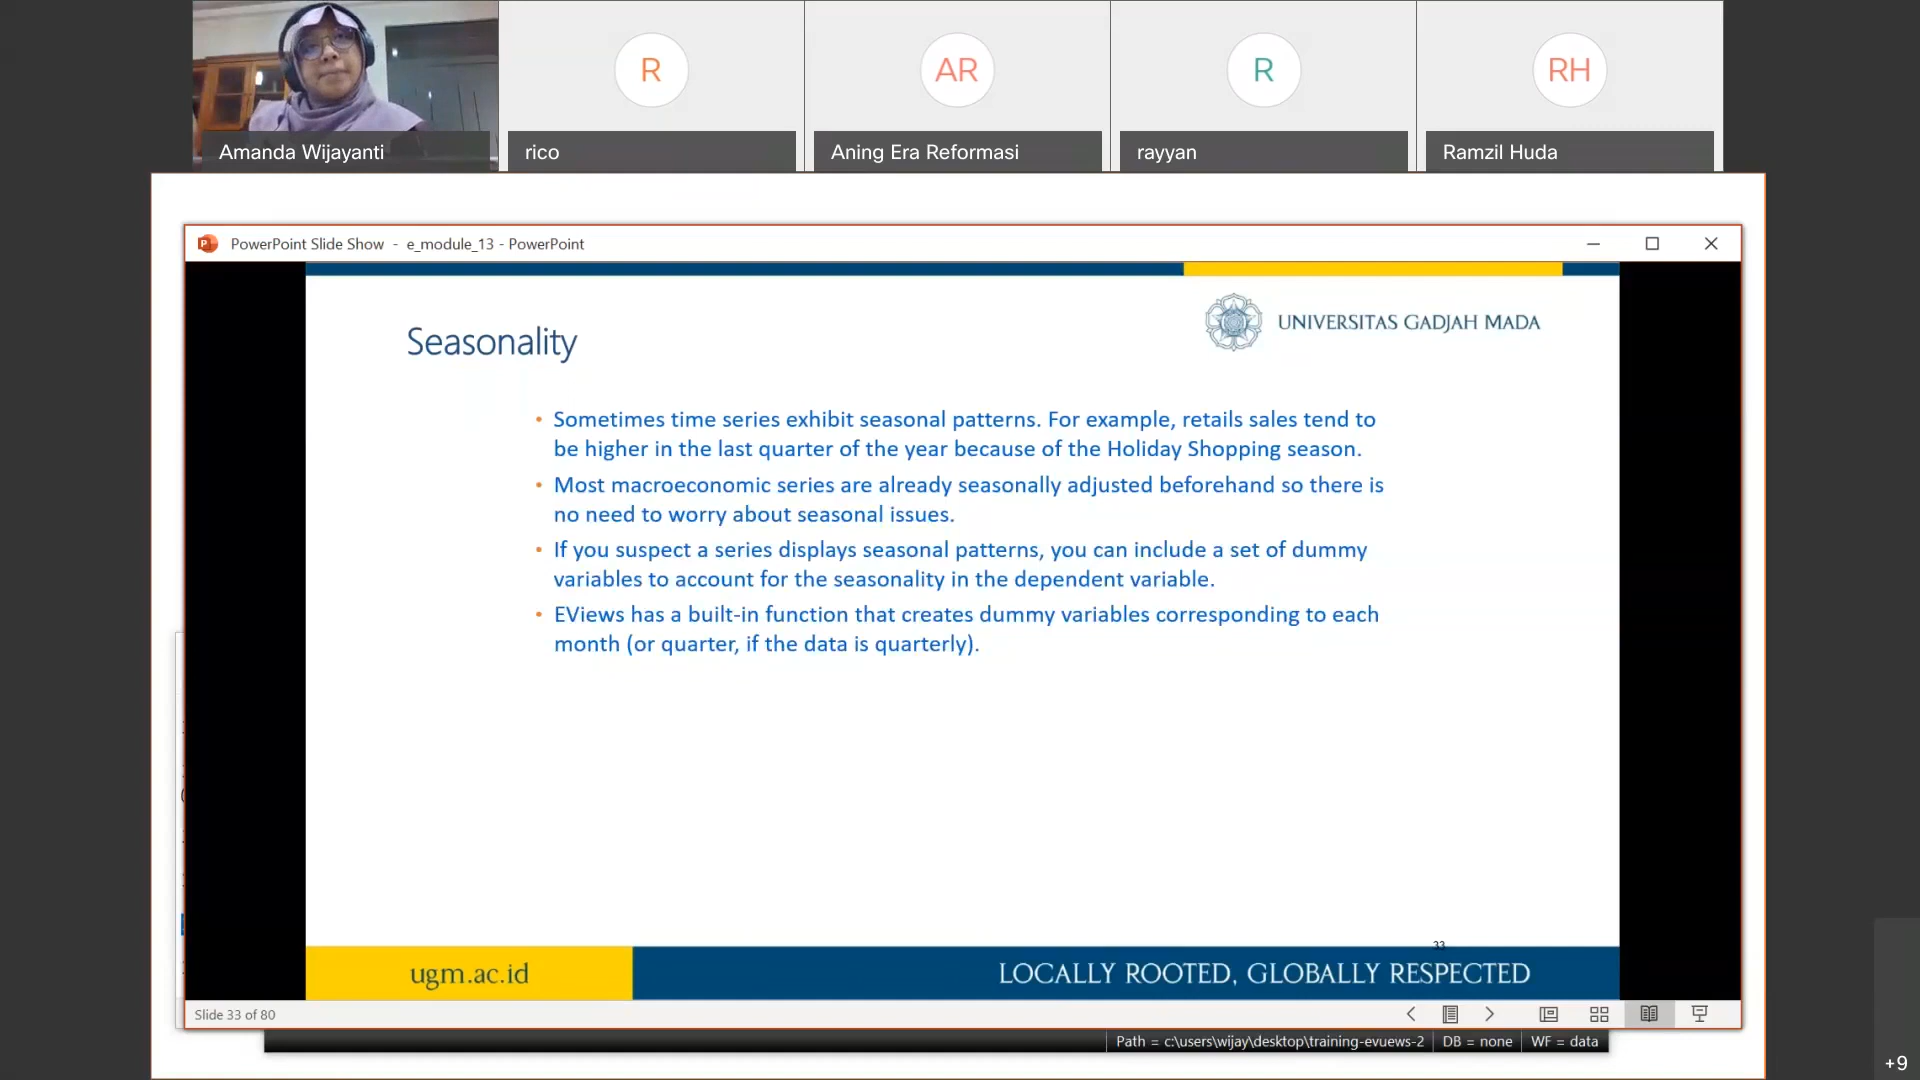 R
AR
R
RH
Amanda Wijayanti
rico
Aning Era Reformasi
rayyan
Ramzil Huda
PowerPoint Slide Show - e_module_13 - PowerPoint
UNIVERSITAS GADJAH MADA
Seasonality
• Sometimes time series exhibit seasonal patterns. For example, retails sales tend to
be higher in the last quarter of the year because of the Holiday Shopping season.
• Most macroeconomic series are already seasonally adjusted beforehand so there is
no need to worry about seasonal issues.
• If you suspect a series displays seasonal patterns, you can include a set of dummy
variables to account for the seasonality in the dependent variable.
• EViews has a built-in function that creates dummy variables corresponding to each
month (or quarter, if the data is quarterly).
33
ugm.ac.id
LOCALLY ROOTED, GLOBALLY RESPECTED
Slide 33 of 80
Path = c:\users\wijay\desktop\training-evuews-2
DB = none
WF = data
+9